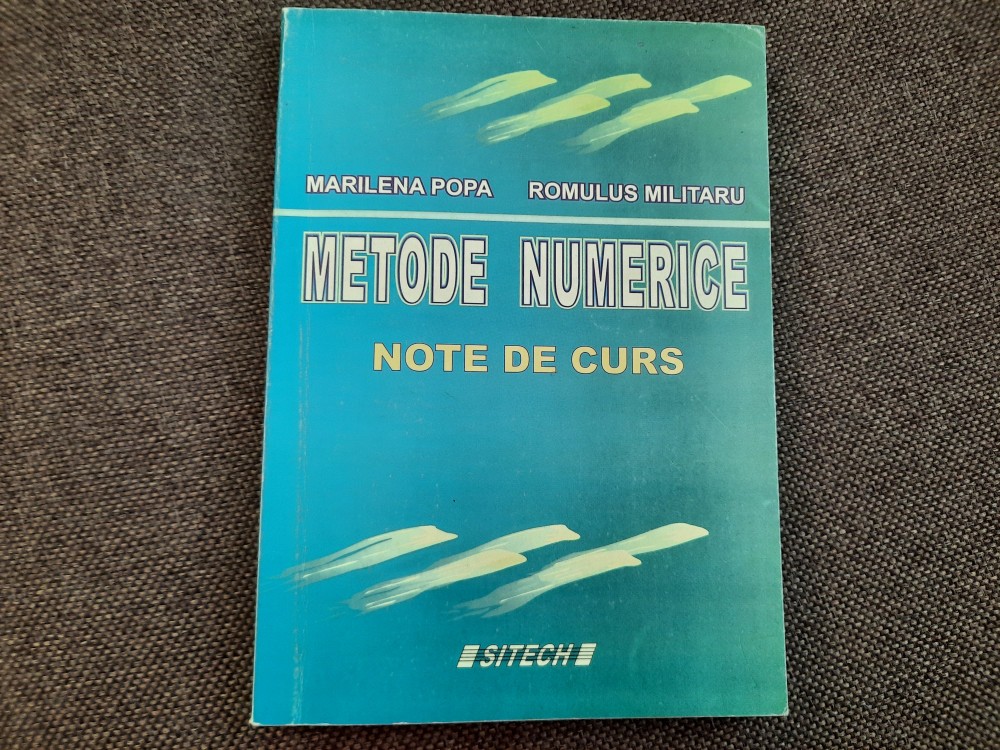 MARILENA POPA ROMULUS MILITARU
METODE NUMERICE
NOTE DE CURS
SITECH